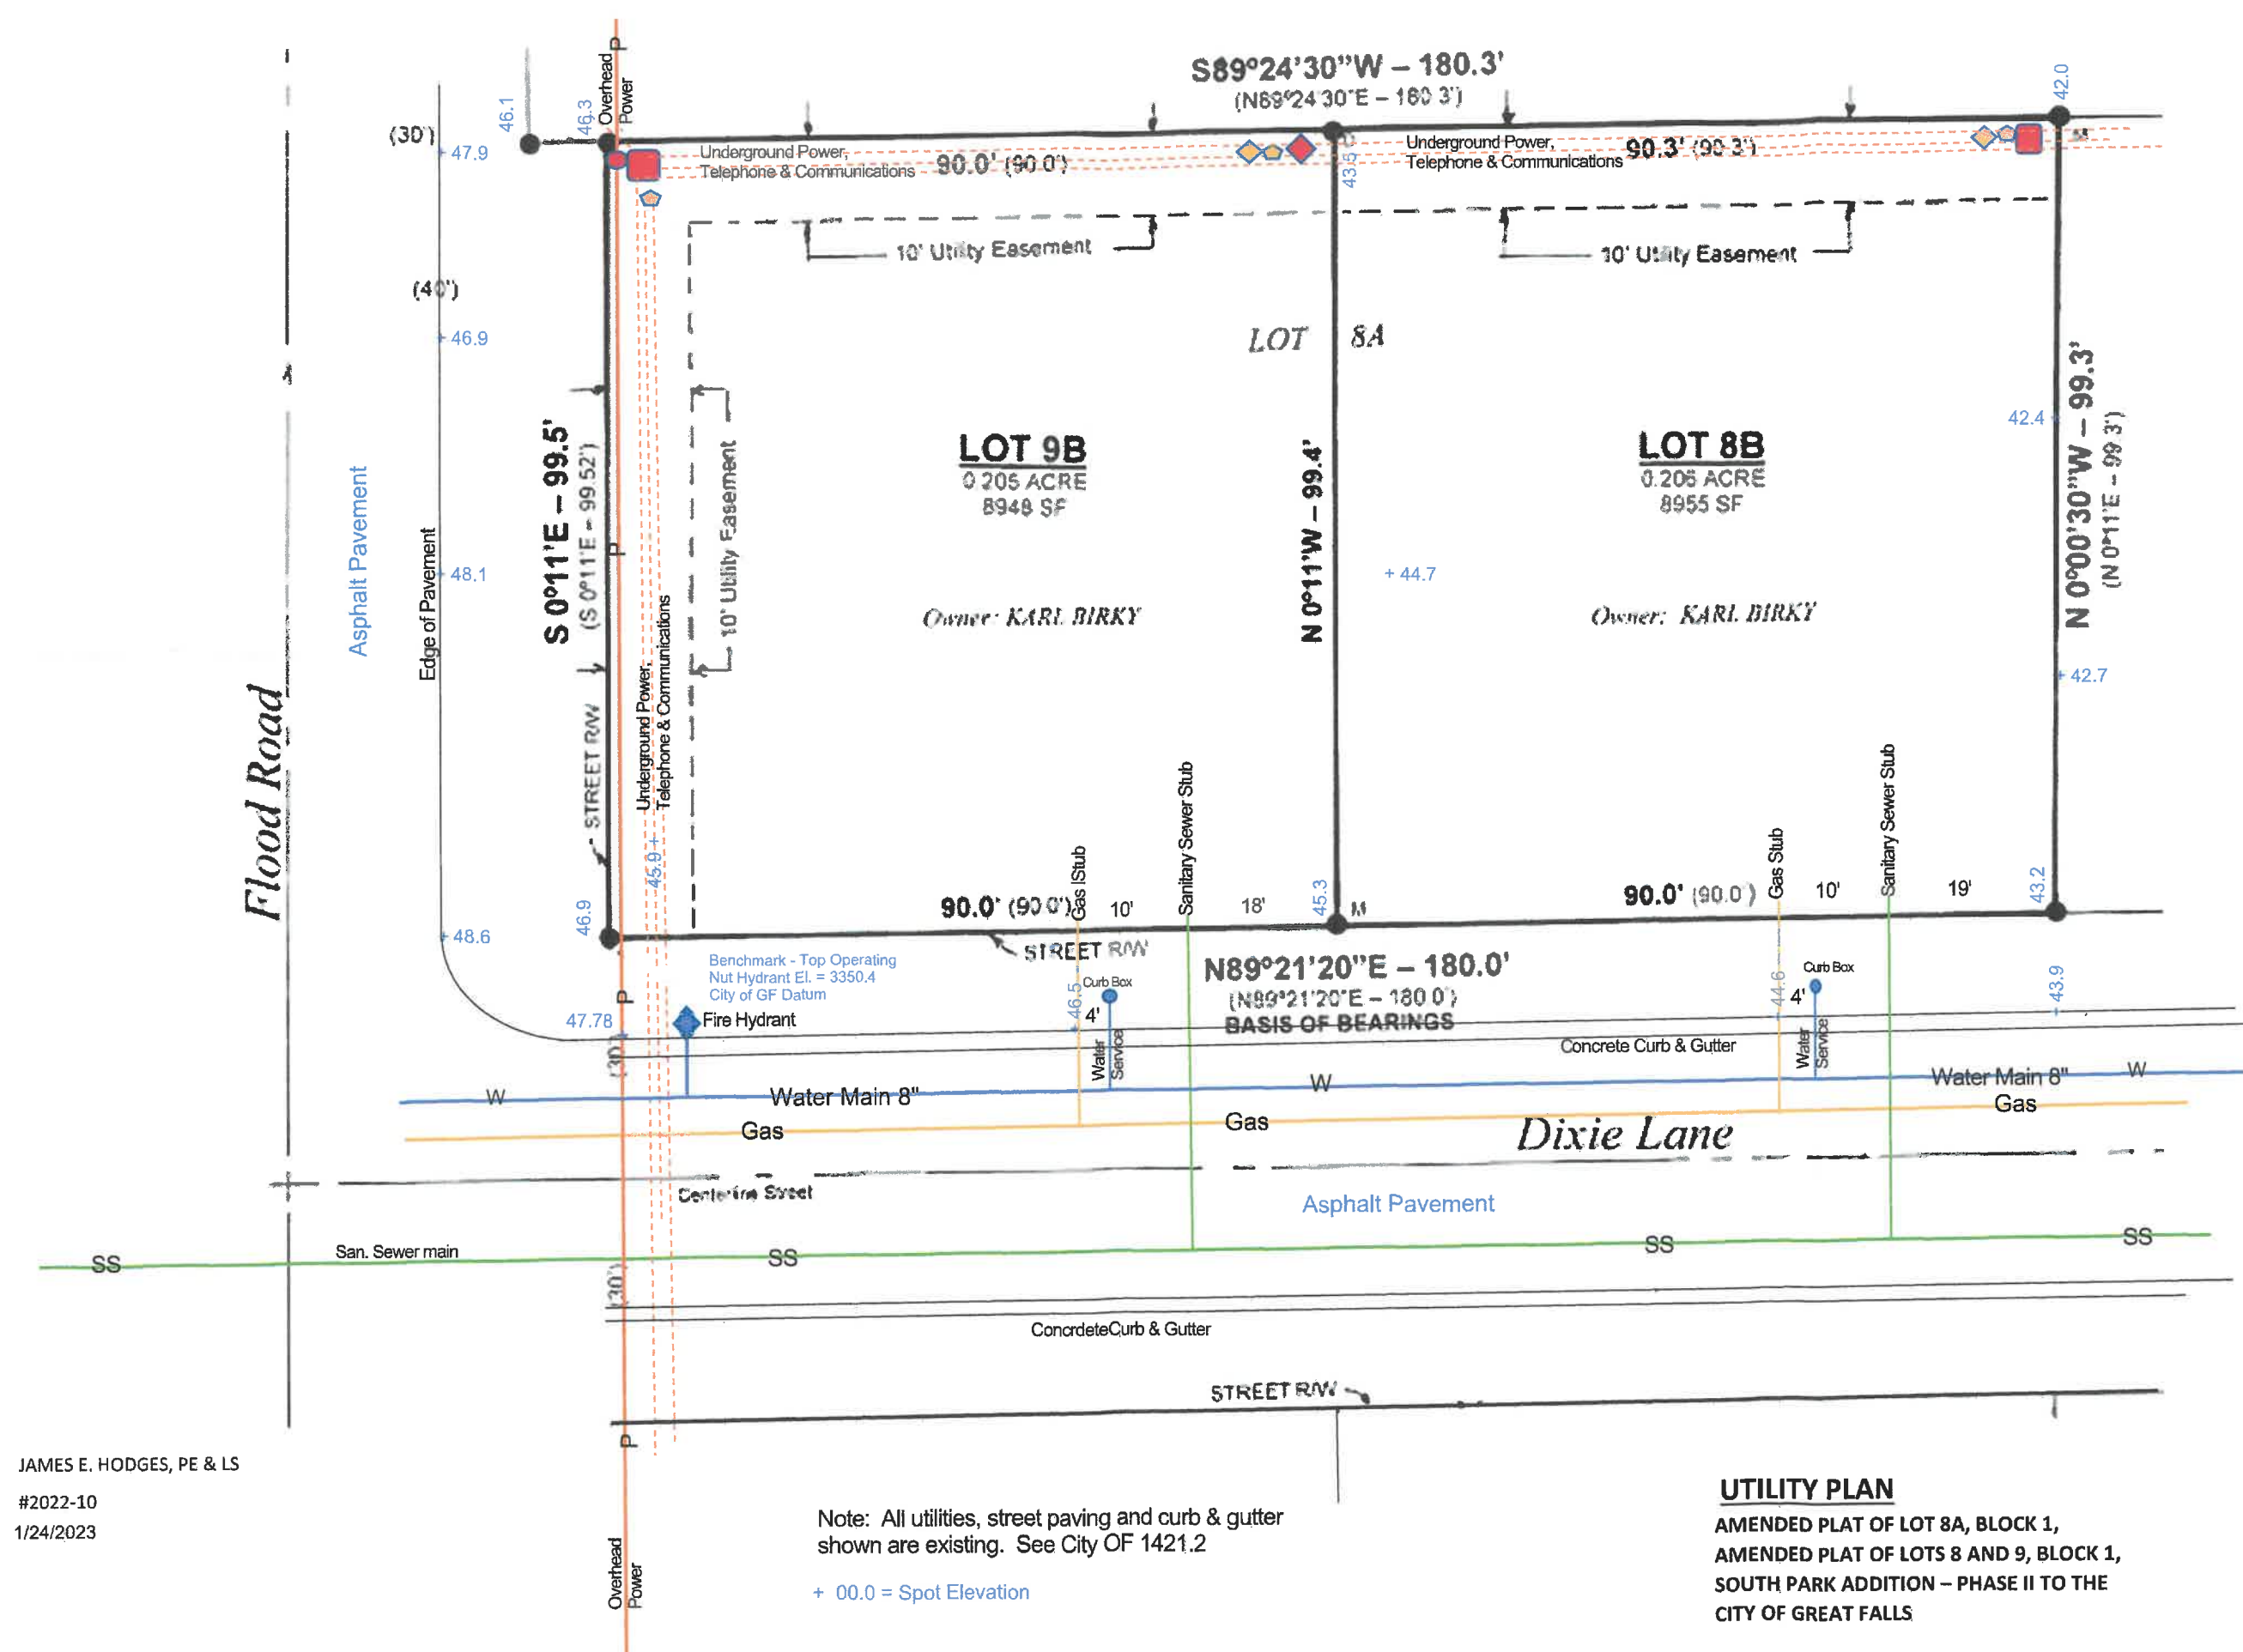 S89°24'30"W – 180.3'
(N89°24'30"E – 180.3')
46.1
46.3
Overhead
Power
P
42.0
(30')
47.9
Underground Power,
Telephone & Communications
90.0' (90.0')
43.5
Underground Power,
Telephone & Communications
90.3' (90.3')
M
10' Utility Easement
10' Utility Easement
(40')
46.9
LOT 8A
Asphalt Pavement
Edge of Pavement
48.1
S 0°11'E – 99.5'
(S 0°11'E – 99.52')
P
10' Utility Easement
LOT 9B
0.205 ACRE
8948 SF
Owner: KARL BIRKY
N 0°11'W – 99.4'
44.7
LOT 8B
0.206 ACRE
8955 SF
Owner: KARL BIRKY
42.4
N 0°00'30"W – 99.3'
(N 0°11'E – 99.3')
42.7
Flood Road
STREET R/W
Underground Power,
Telephone & Communications
45.9
46.9
48.6
90.0' (90.0')
Gas Stub
10'
Sanitary Sewer Stub
18'
45.3
M
90.0' (90.0')
Gas Stub
10'
Sanitary Sewer Stub
19'
43.2
STREET R/W
Benchmark - Top Operating
Nut Hydrant El. = 3350.4
City of GF Datum
N89°21'20"E – 180.0'
(N89°21'20"E – 180.0')
BASIS OF BEARINGS
P
47.78
Fire Hydrant
46.5
Curb Box
4'
Water
Service
44.6
Curb Box
4'
Water
Service
43.9
Concrete Curb & Gutter
(30')
W
Water Main 8"
W
Water Main 8"
W
Gas
Gas
Gas
Dixie Lane
Centerline Street
Asphalt Pavement
SS
San. Sewer main
SS
SS
SS
(30')
ConcrdeteCurb & Gutter
STREET R/W
P
JAMES E. HODGES, PE & LS
#2022-10
1/24/2023
Overhead
Power
Note: All utilities, street paving and curb & gutter
shown are existing. See City OF 1421.2
+ 00.0 = Spot Elevation
UTILITY PLAN
AMENDED PLAT OF LOT 8A, BLOCK 1,
AMENDED PLAT OF LOTS 8 AND 9, BLOCK 1,
SOUTH PARK ADDITION – PHASE II TO THE
CITY OF GREAT FALLS